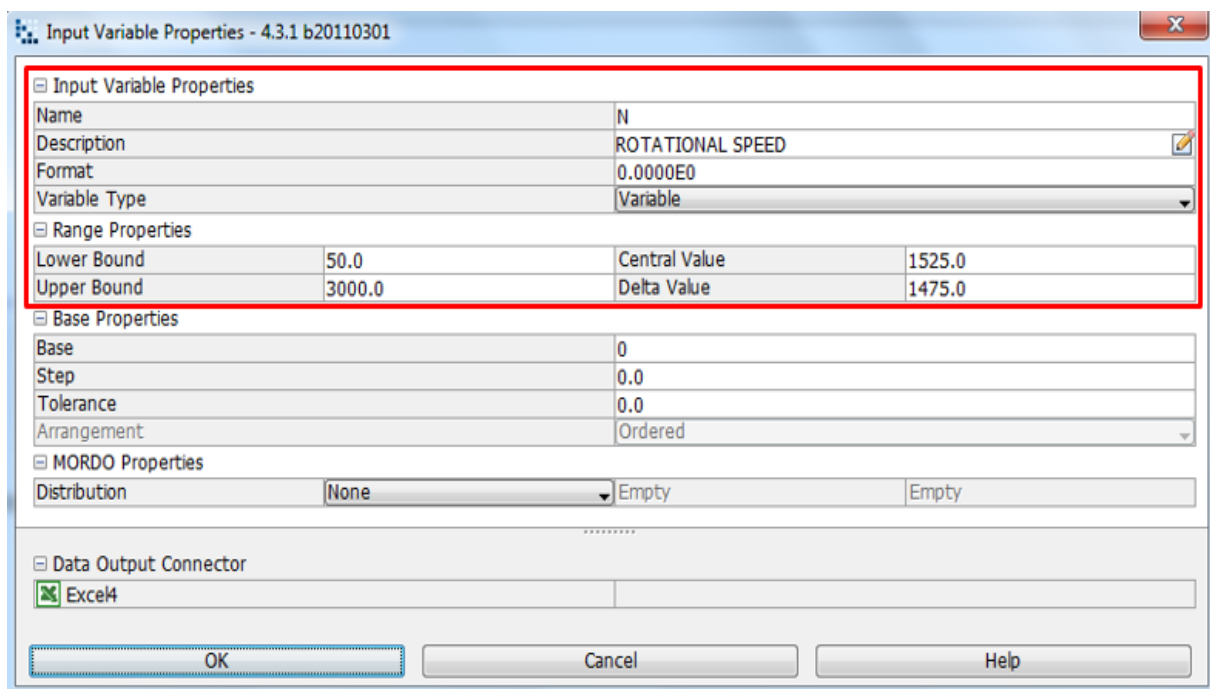 Input Variable Properties - 4.3.1 b20110301
Input Variable Properties
Name N
Description ROTATIONAL SPEED
Format 0.0000E0
Variable Type Variable
Range Properties
Lower Bound 50.0 Central Value 1525.0
Upper Bound 3000.0 Delta Value 1475.0
Base Properties
Base 0
Step 0.0
Tolerance 0.0
Arrangement Ordered
MORDO Properties
Distribution None Empty Empty
Data Output Connector
Excel4
OK Cancel Help